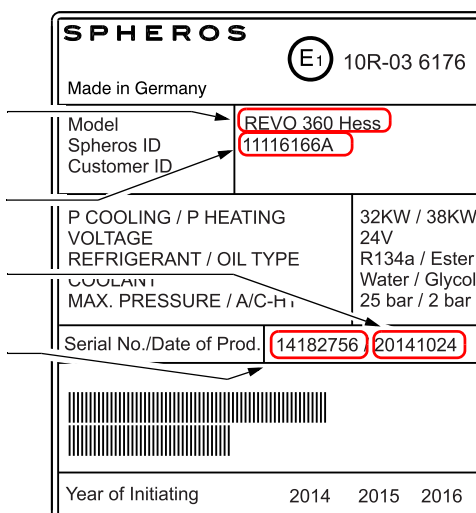 SPHEROS
E1 10R-03 6176
Made in Germany
Model REVO 360 Hess
Spheros ID 11116166A
Customer ID
P COOLING / P HEATING 32KW / 38KW
VOLTAGE 24V
REFRIGERANT / OIL TYPE R134a / Ester
COOLANT Water / Glycol
MAX. PRESSURE / A/C-HT 25 bar / 2 bar
Serial No./Date of Prod. 14182756 / 20141024
Year of Initiating 2014 2015 2016